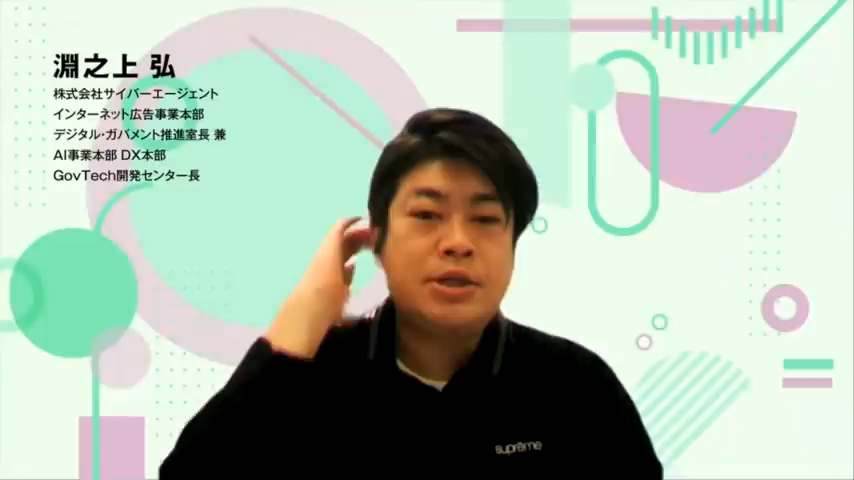 淵之上 弘
株式会社サイバーエージェント
インターネット広告事業本部
デジタル・ガバメント推進室長 兼
AI事業本部 DX本部
GovTech開発センター長
suprême